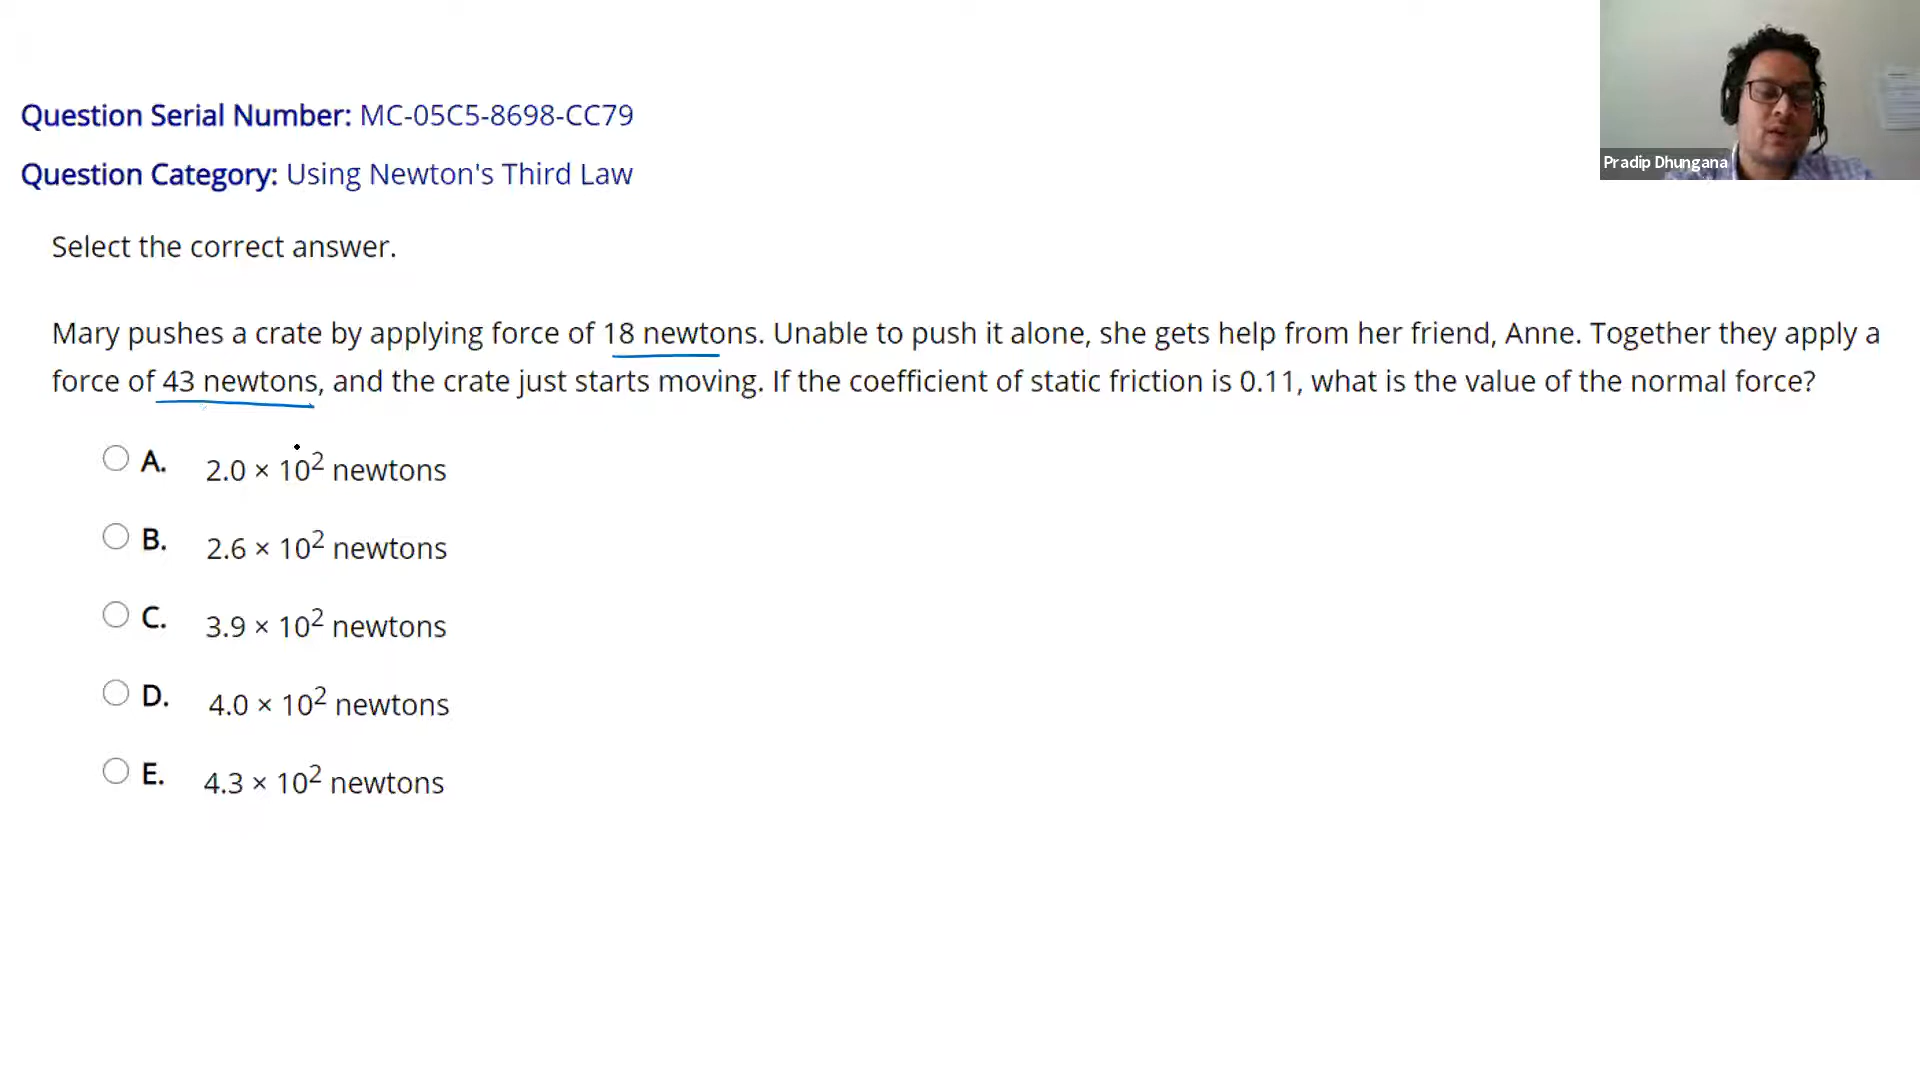 Question Serial Number: MC-05C5-8698-CC79
Pradip Dhungana
Question Category: Using Newton's Third Law
Select the correct answer.
Mary pushes a crate by applying force of 18 newtons. Unable to push it alone, she gets help from her friend, Anne. Together they apply a
force of 43 newtons, and the crate just starts moving. If the coefficient of static friction is 0.11, what is the value of the normal force?
A. 2.0 × 10² newtons
B. 2.6 × 10² newtons
C. 3.9 × 10² newtons
D. 4.0 × 10² newtons
E. 4.3 × 10² newtons